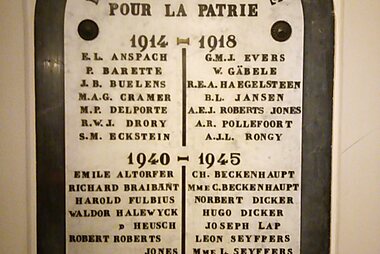 POUR LA PATRIE
1914 - 1918
E.L. ANSPACH
P. BARETTE
J.B. BUELENS
M.A.G. CRAMER
M.P. DELPORTE
R.W.J. DRORY
S.M. ECKSTEIN
G.M.J. EVERS
W. GÄBELE
R.E.A. HAEGELSTEEN
B.L. JANSEN
A.E.J. ROBERTS JONES
A.R. POLLEFOORT
A.J.L. RONGY
1940 - 1945
EMILE ALTORFER
RICHARD BRAIBANT
HAROLD FULBIUS
WALDOR HALEWYCK
D HEUSCH
ROBERT ROBERTS
JONES
CH. BECKENHAUPT
MME C. BECKENHAUPT
NORBERT DICKER
HUGO DICKER
JOSEPH LAP
LEON SEYFFERS
MME L. SEYFFERS